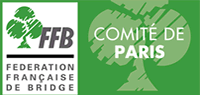 FFB
FEDERATION
FRANÇAISE
DE BRIDGE
COMITÉ DE
PARIS